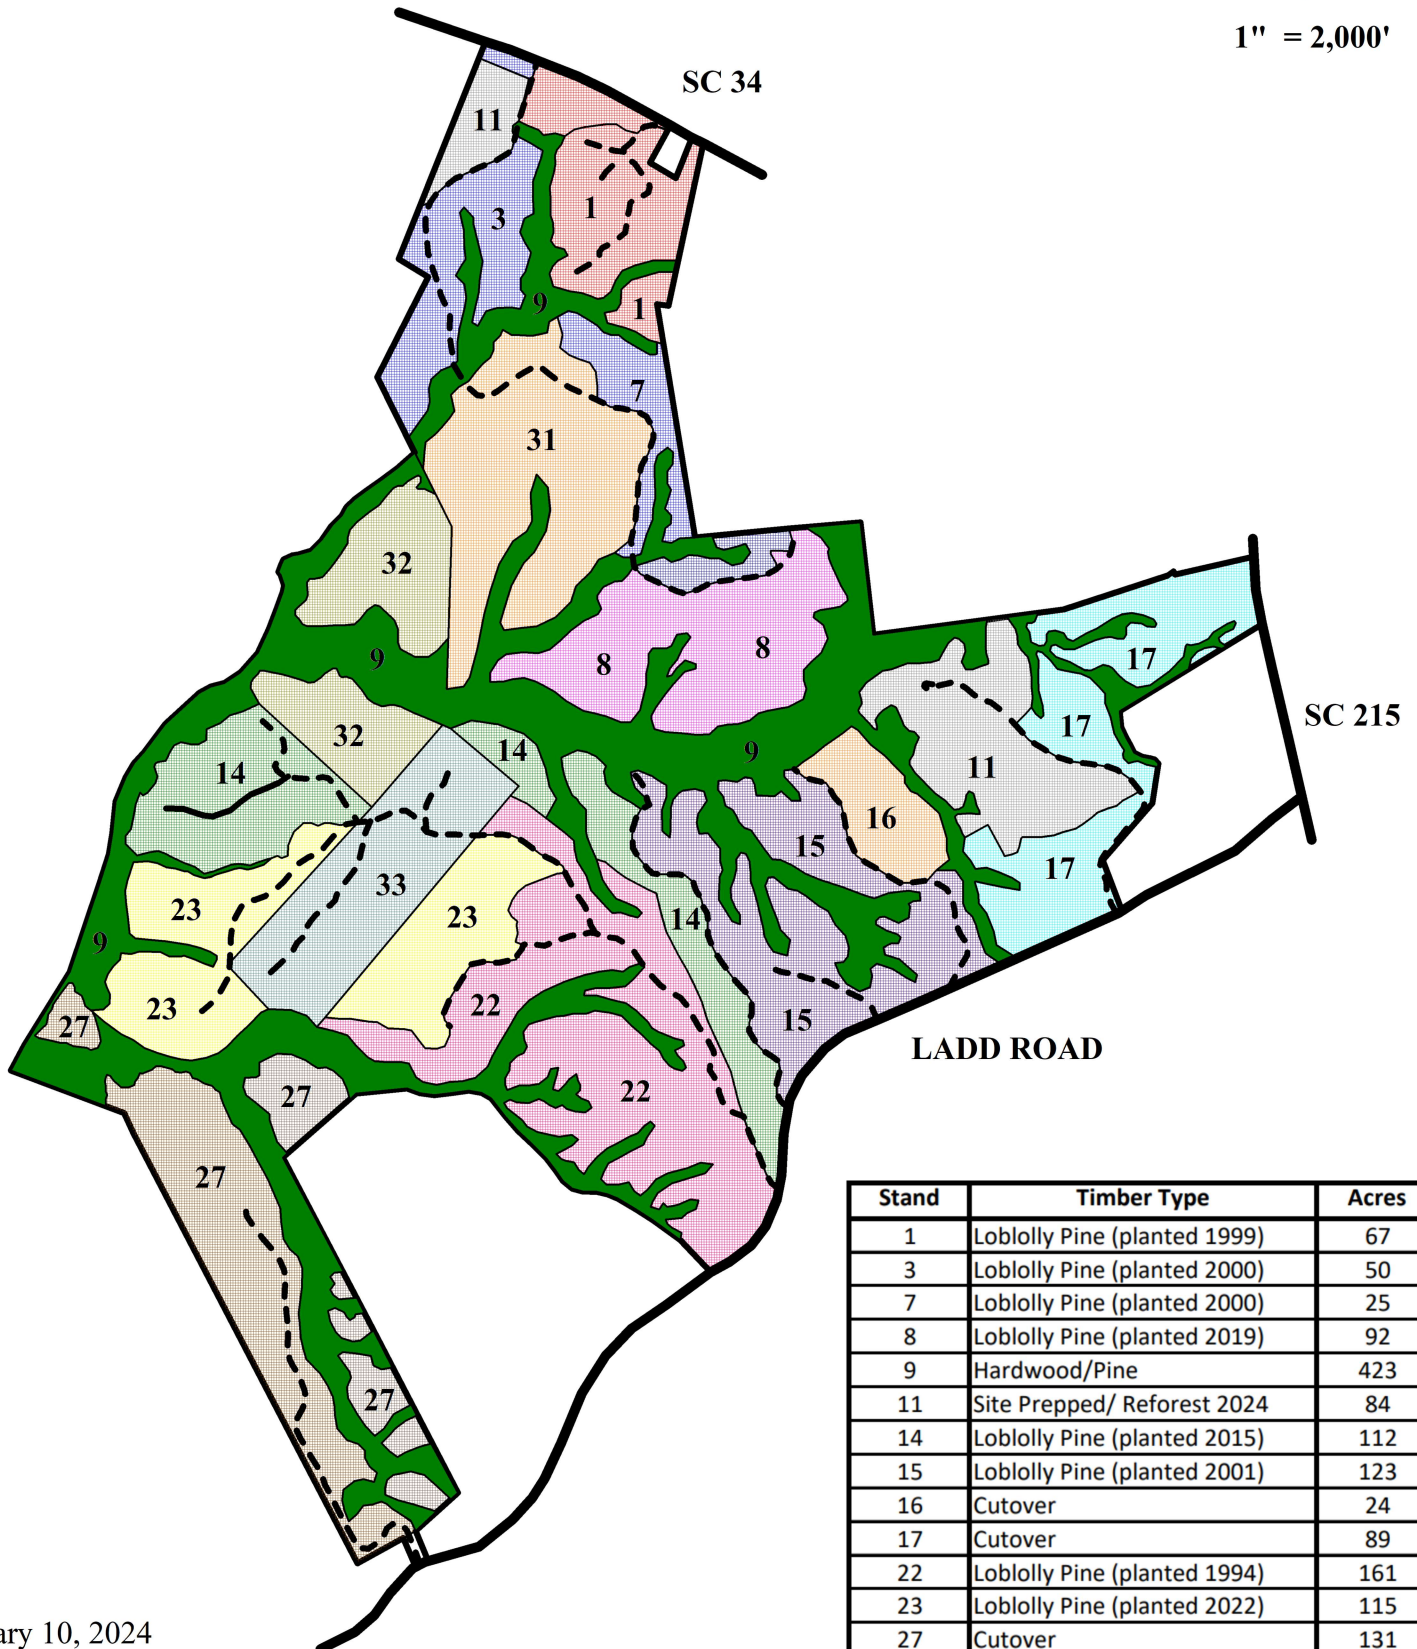 1" = 2,000'
SC 34
11
1
3
9
1
7
31
32
8
8
17
9
SC 215
17
32
14
9
11
14
16
15
17
33
23
23
14
9
23
22
15
27
LADD ROAD
22
27
27
27
Stand Timber Type Acres
1 Loblolly Pine (planted 1999) 67
3 Loblolly Pine (planted 2000) 50
7 Loblolly Pine (planted 2000) 25
8 Loblolly Pine (planted 2019) 92
9 Hardwood/Pine 423
11 Site Prepped/ Reforest 2024 84
14 Loblolly Pine (planted 2015) 112
15 Loblolly Pine (planted 2001) 123
16 Cutover 24
17 Cutover 89
22 Loblolly Pine (planted 1994) 161
23 Loblolly Pine (planted 2022) 115
27 Cutover 131
ary 10, 2024